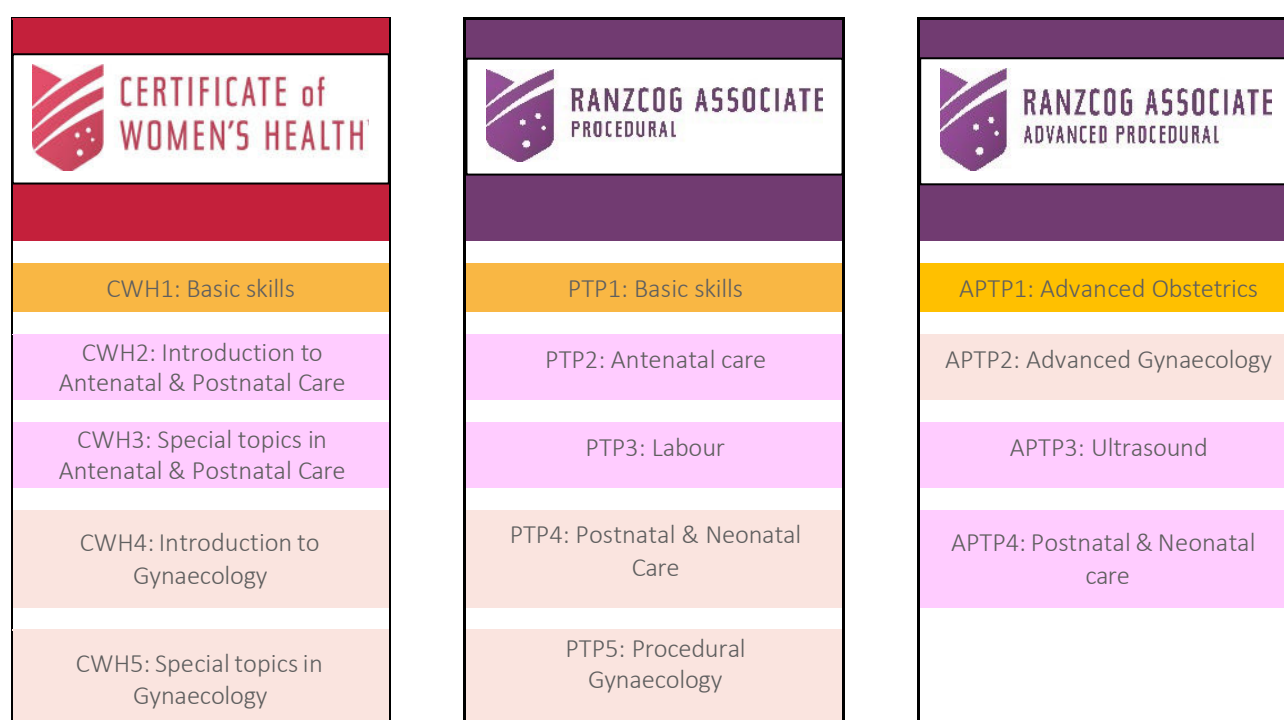 CERTIFICATE of
WOMEN'S HEALTH
CWH1: Basic skills
CWH2: Introduction to
Antenatal & Postnatal Care
CWH3: Special topics in
Antenatal & Postnatal Care
CWH4: Introduction to
Gynaecology
CWH5: Special topics in
Gynaecology
RANZCOG ASSOCIATE
PROCEDURAL
PTP1: Basic skills
PTP2: Antenatal care
PTP3: Labour
PTP4: Postnatal & Neonatal
Care
PTP5: Procedural
Gynaecology
RANZCOG ASSOCIATE
ADVANCED PROCEDURAL
APTP1: Advanced Obstetrics
APTP2: Advanced Gynaecology
APTP3: Ultrasound
APTP4: Postnatal & Neonatal
care